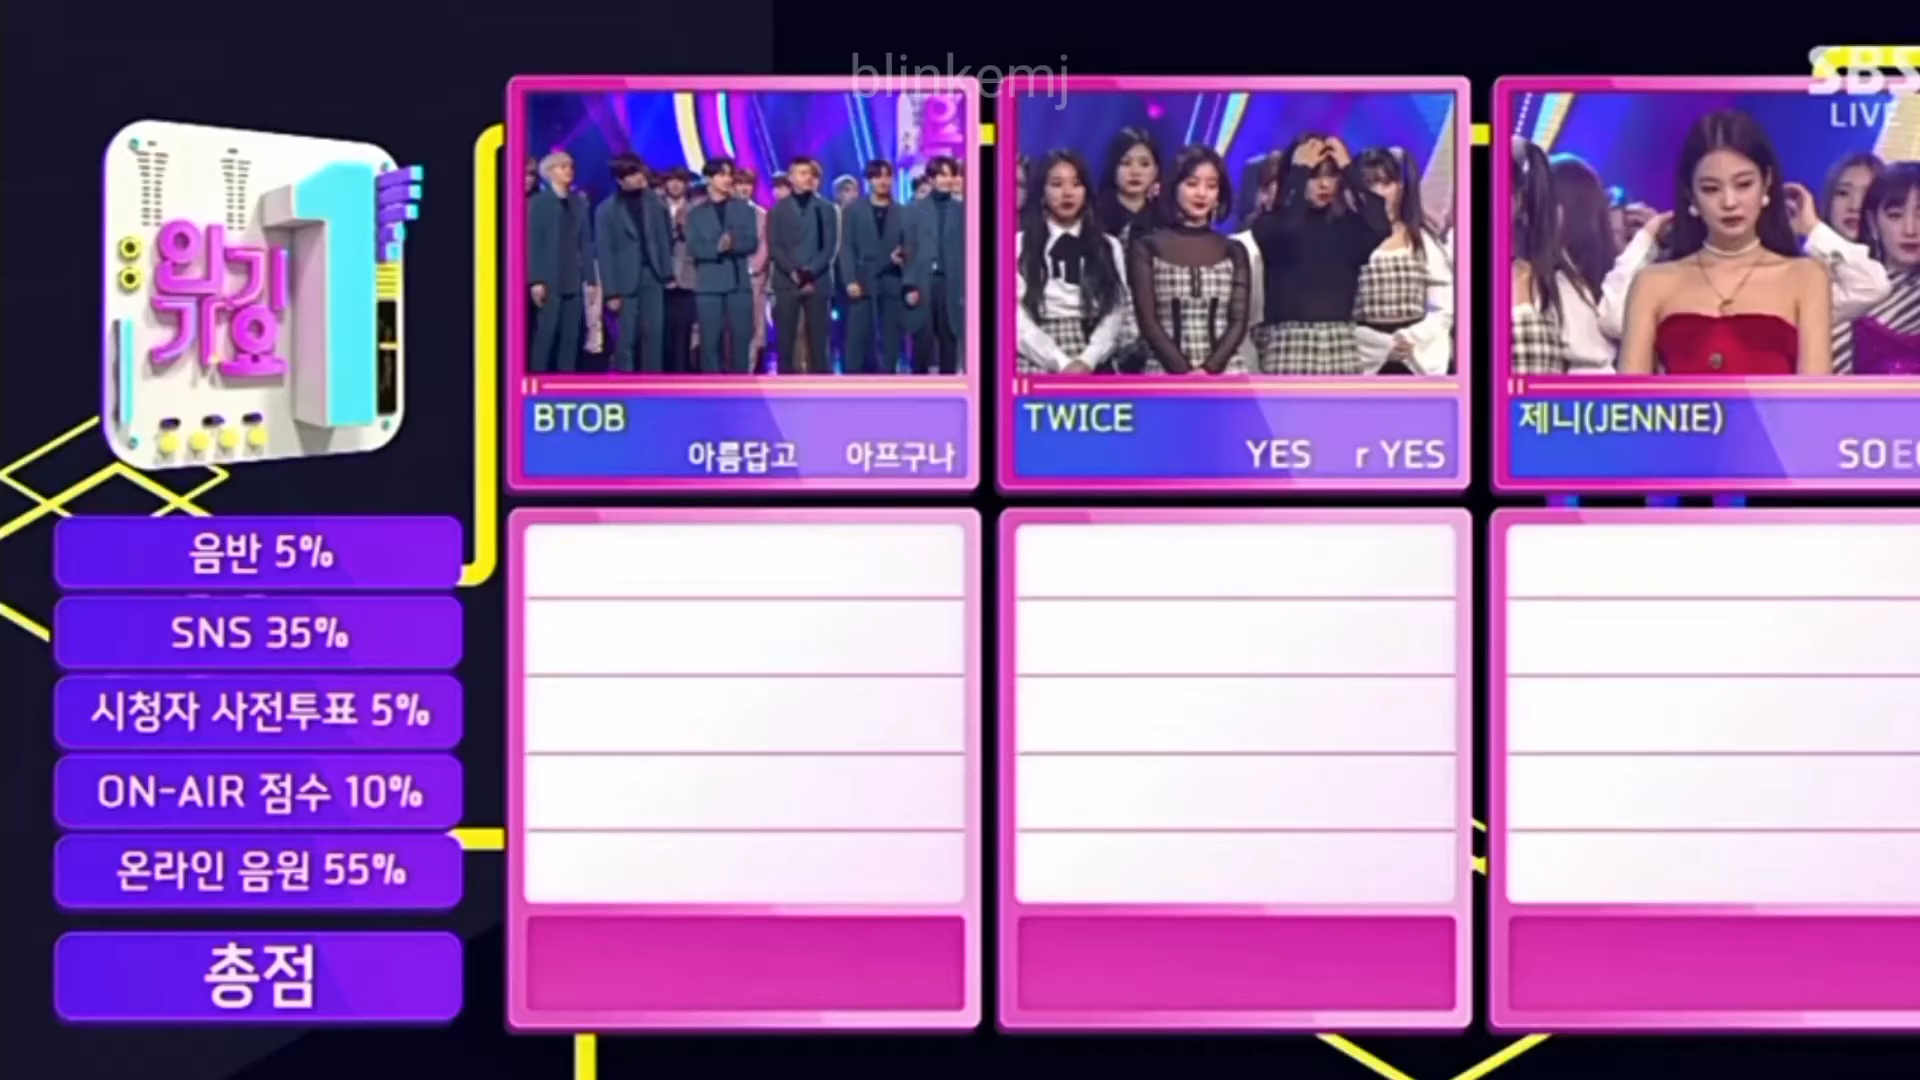 blinkemj
SBS
LIVE
인기
가요
1
BTOB
아름답고 아프구나
TWICE
YES r YES
제니(JENNIE)
SO
음반 5%
SNS 35%
시청자 사전투표 5%
ON-AIR 점수 10%
온라인 음원 55%
총점